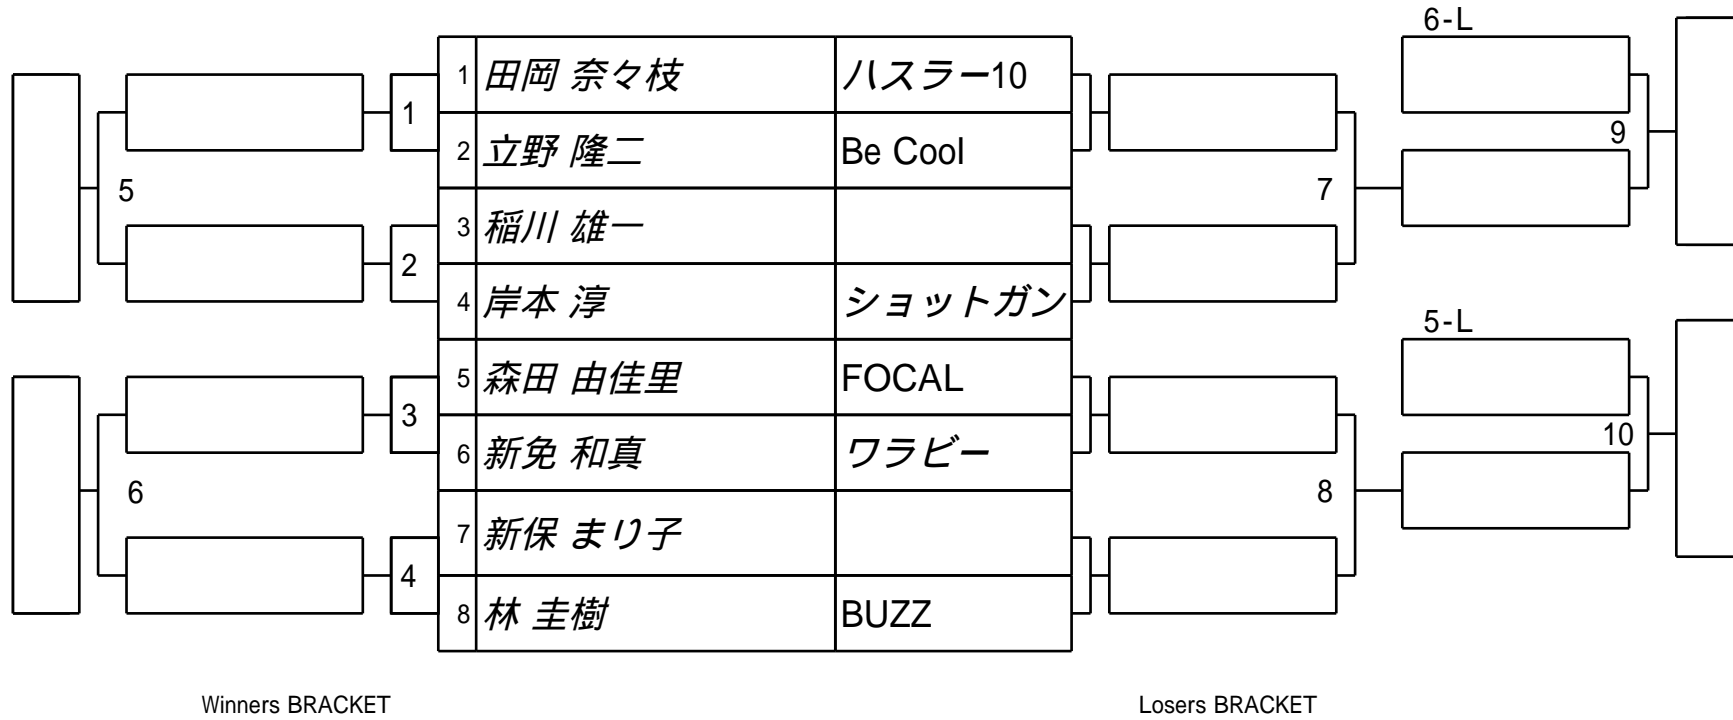 6-L
1 田岡 奈々枝 ハスラー10
1
2 立野 隆二 Be Cool
9
5
7
3 稲川 雄一
2
4 岸本 淳 ショットガン
5-L
5 森田 由佳里 FOCAL
3
10
6 新免 和真 ワラビー
6
8
7 新保 まり子
4
8 林 圭樹 BUZZ
Winners BRACKET
Losers BRACKET